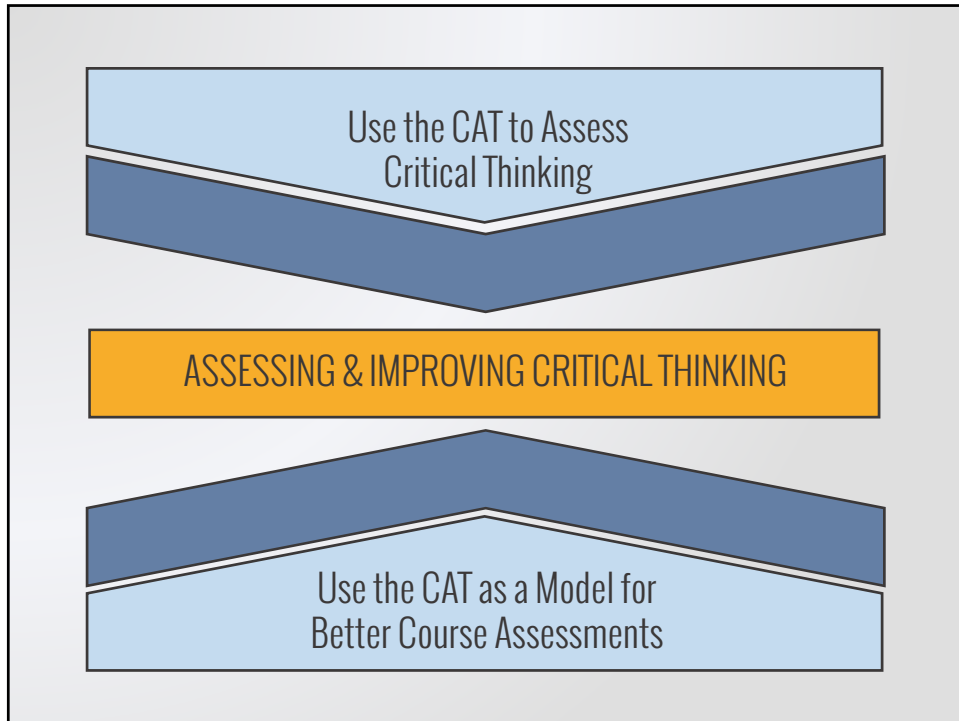 Use the CAT to Assess
Critical Thinking
ASSESSING & IMPROVING CRITICAL THINKING
Use the CAT as a Model for
Better Course Assessments